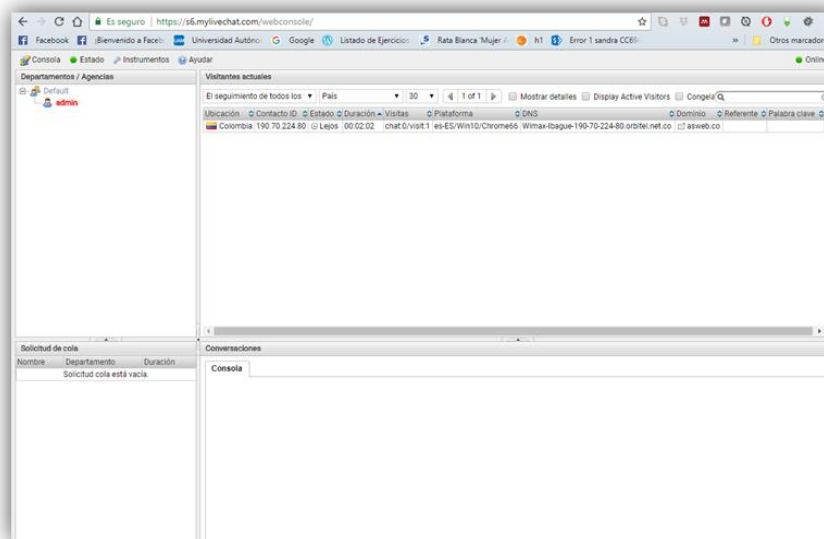 Es seguro | https://s6.mylivechat.com/webconsole/
Facebook ¡Bienvenido a Faceb Universidad Autónom Google Listado de Ejercicios Rata Blanca "Mujer A h1 Error 1 sandra CC69 » Otros marcador
Consola Estado Instrumentos Ayudar Online
Departamentos / Agencias Visitantes actuales
Default
admin
El seguimiento de todos los País 30 1 of 1 Mostrar detalles Display Active Visitors Congela
Ubicación Contacto ID Estado Duración Visitas Plataforma DNS Dominio Referente Palabra clave
Colombia 190.70.224.80 Lejos 00:02:02 chat:0/visit:1 es-ES/Win10/Chrome66 Wimax-Ibague-190-70-224-80.orbitel.net.co asweb.co
Solicitud de cola Conversaciones
Nombre Departamento Duración
Solicitud cola está vacía.
Consola